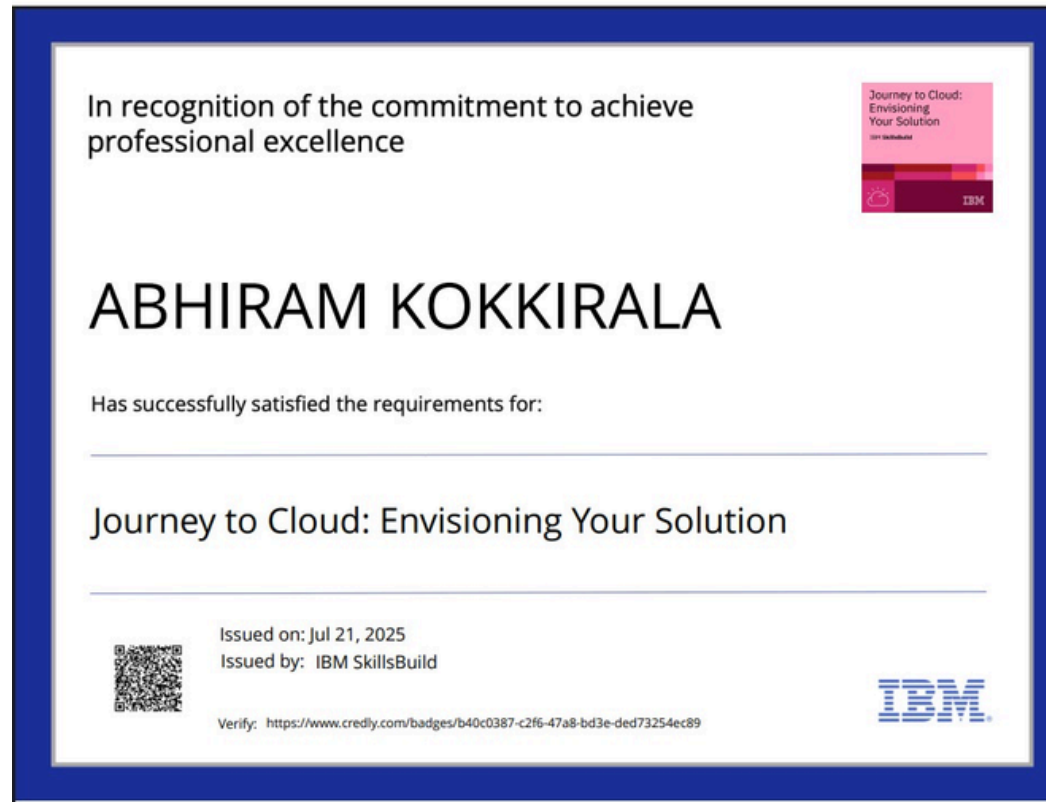 In recognition of the commitment to achieve
professional excellence
Journey to Cloud:
Envisioning
Your Solution
IBM SkillsBuild
IBM
ABHIRAM KOKKIRALA
Has successfully satisfied the requirements for:
Journey to Cloud: Envisioning Your Solution
Issued on: Jul 21, 2025
Issued by: IBM SkillsBuild
Verify: https://www.credly.com/badges/b40c0387-c2f6-47a8-bd3e-ded73254ec89
IBM.